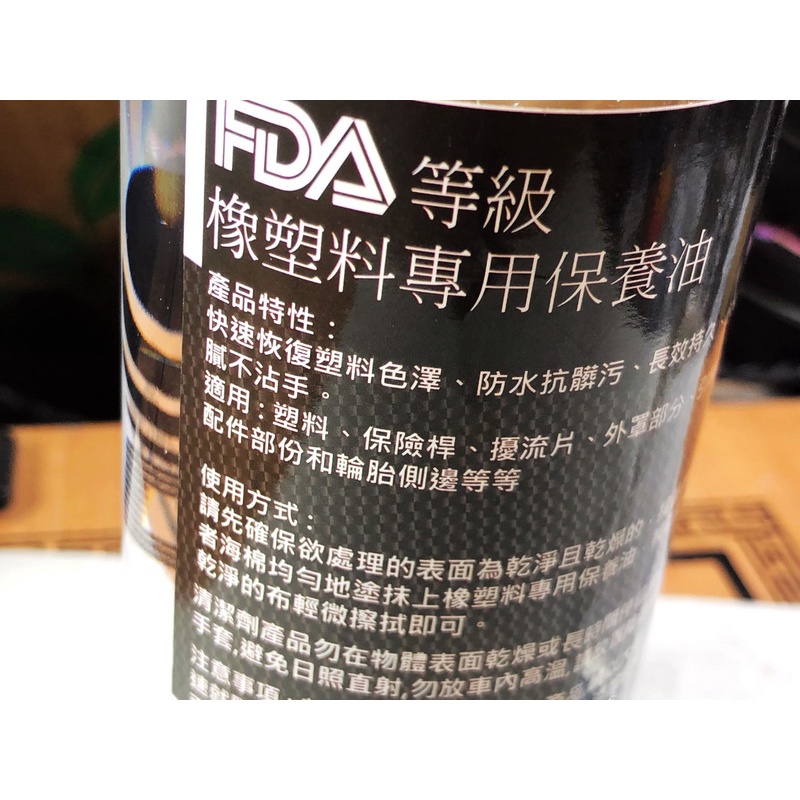 FDA 等級
橡塑料專用保養油
產品特性：
快速恢復塑料色澤、防水抗髒污、長效持久、
膩不沾手。
適用：塑料、保險桿、擾流片、外罩部分、
配件部份和輪胎側邊等等
使用方式：
請先確保欲處理的表面為乾淨且乾燥的，
者海棉均勻地塗抹上橡塑料專用保養油
乾淨的布輕微擦拭即可。
清潔劑產品勿在物體表面乾燥或長時
手套,避免日照直射,勿放車內高溫,
注意事項